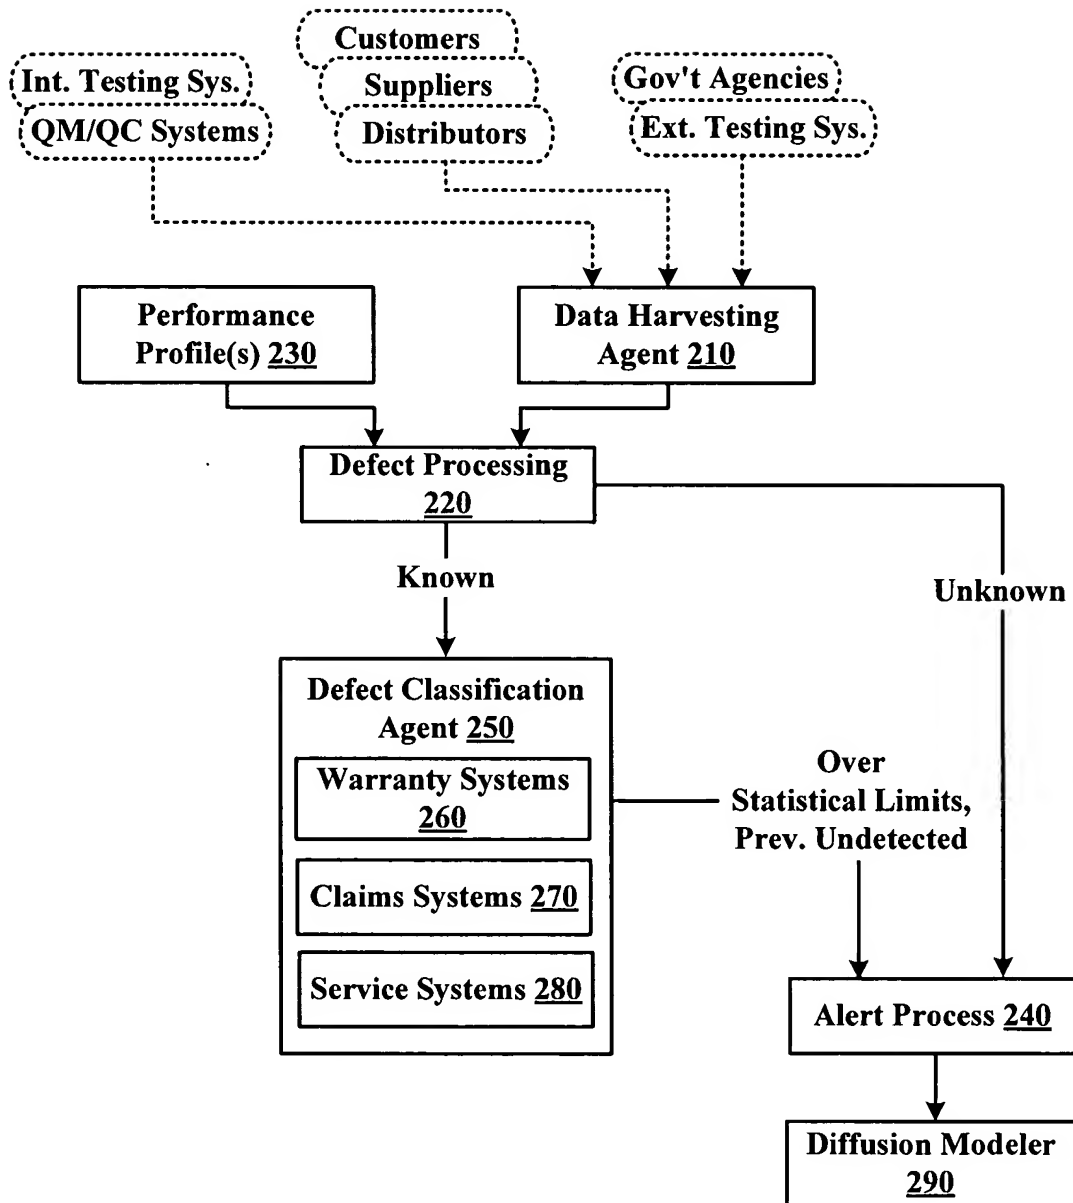 Customers
Suppliers
Distributors
Int. Testing Sys.
QM/QC Systems
Gov't Agencies
Ext. Testing Sys.
Performance
Profile(s) 230
Data Harvesting
Agent 210
Defect Processing
220
Known
Unknown
Defect Classification
Agent 250
Warranty Systems
260
Claims Systems 270
Service Systems 280
Over
Statistical Limits,
Prev. Undetected
Alert Process 240
Diffusion Modeler
290